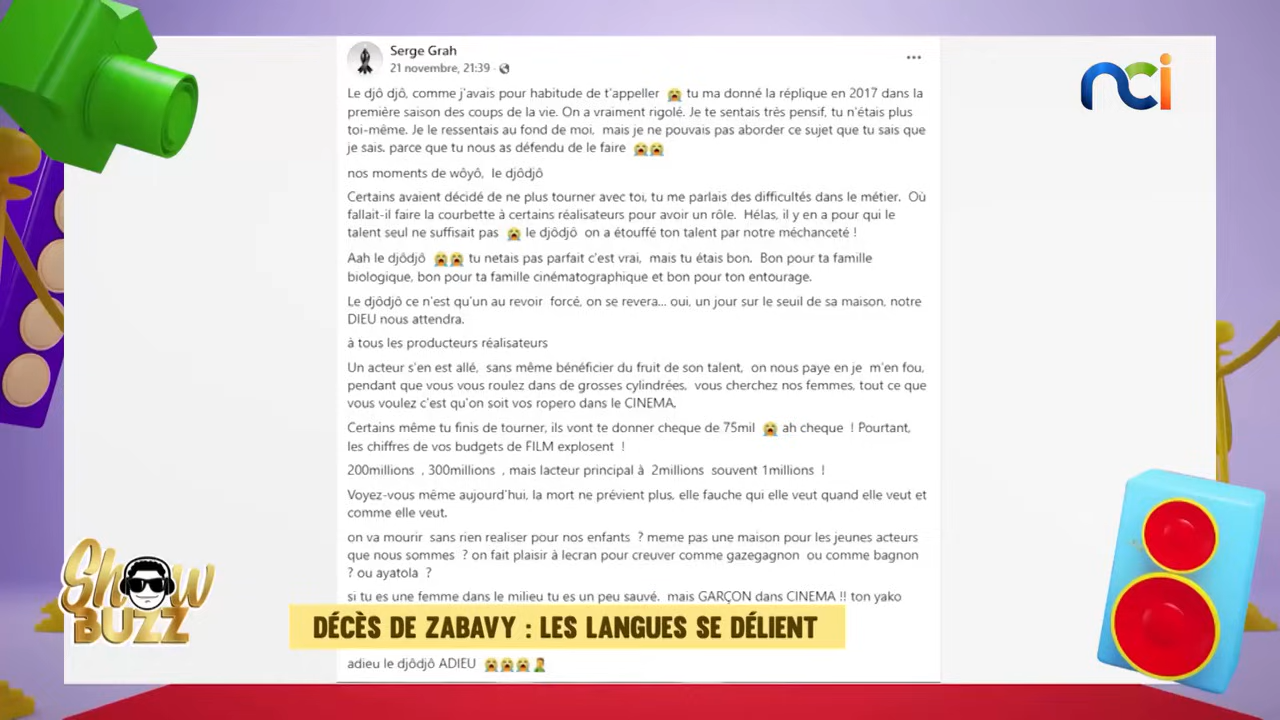 Serge Grah
21 novembre, 21:39 ·
Le djô djô, comme j'avais pour habitude de t'appeller 😭 tu ma donné la réplique en 2017 dans la
première saison des coups de la vie. On a vraiment rigolé. Je te sentais très pensif, tu n'étais plus
toi-même. Je le ressentais au fond de moi, mais je ne pouvais pas aborder ce sujet que tu sais que
je sais. parce que tu nous as défendu de le faire 😭😭
nos moments de wôyô, le djôdjô
Certains avaient décidé de ne plus tourner avec toi, tu me parlais des difficultés dans le métier. Où
fallait-il faire la courbette à certains réalisateurs pour avoir un rôle. Hélas, il y en a pour qui le
talent seul ne suffisait pas 😭 le djôdjô on a étouffé ton talent par notre méchanceté !
Aah le djôdjô 😭😭 tu netais pas parfait c'est vrai, mais tu étais bon. Bon pour ta famille
biologique, bon pour ta famille cinématographique et bon pour ton entourage.
Le djôdjô ce n'est qu'un au revoir forcé, on se revera... oui, un jour sur le seuil de sa maison, notre
DIEU nous attendra.
à tous les producteurs réalisateurs
Un acteur s'en est allé, sans même bénéficier du fruit de son talent, on nous paye en je m'en fou,
pendant que vous vous roulez dans de grosses cylindrées, vous cherchez nos femmes, tout ce que
vous voulez c'est qu'on soit vos ropero dans le CINEMA.
Certains même tu finis de tourner, ils vont te donner cheque de 75mil 😭 ah cheque ! Pourtant,
les chiffres de vos budgets de FILM explosent !
200millions , 300millions , mais lacteur principal à 2millions souvent 1millions !
Voyez-vous même aujourd'hui, la mort ne prévient plus, elle fauche qui elle veut quand elle veut et
comme elle veut.
on va mourir sans rien realiser pour nos enfants ? meme pas une maison pour les jeunes acteurs
que nous sommes ? on fait plaisir à lecran pour creuver comme gazegagnon ou comme bagnon
? ou ayatola ?
si tu es une femme dans le milieu tu es un peu sauvé. mais GARÇON dans CINEMA !! ton yako
adieu le djôdjô ADIEU 😭😭😭🤦‍♂️
nci
Show
BUZZ
DÉCÈS DE ZABAVY : LES LANGUES SE DÉLIENT